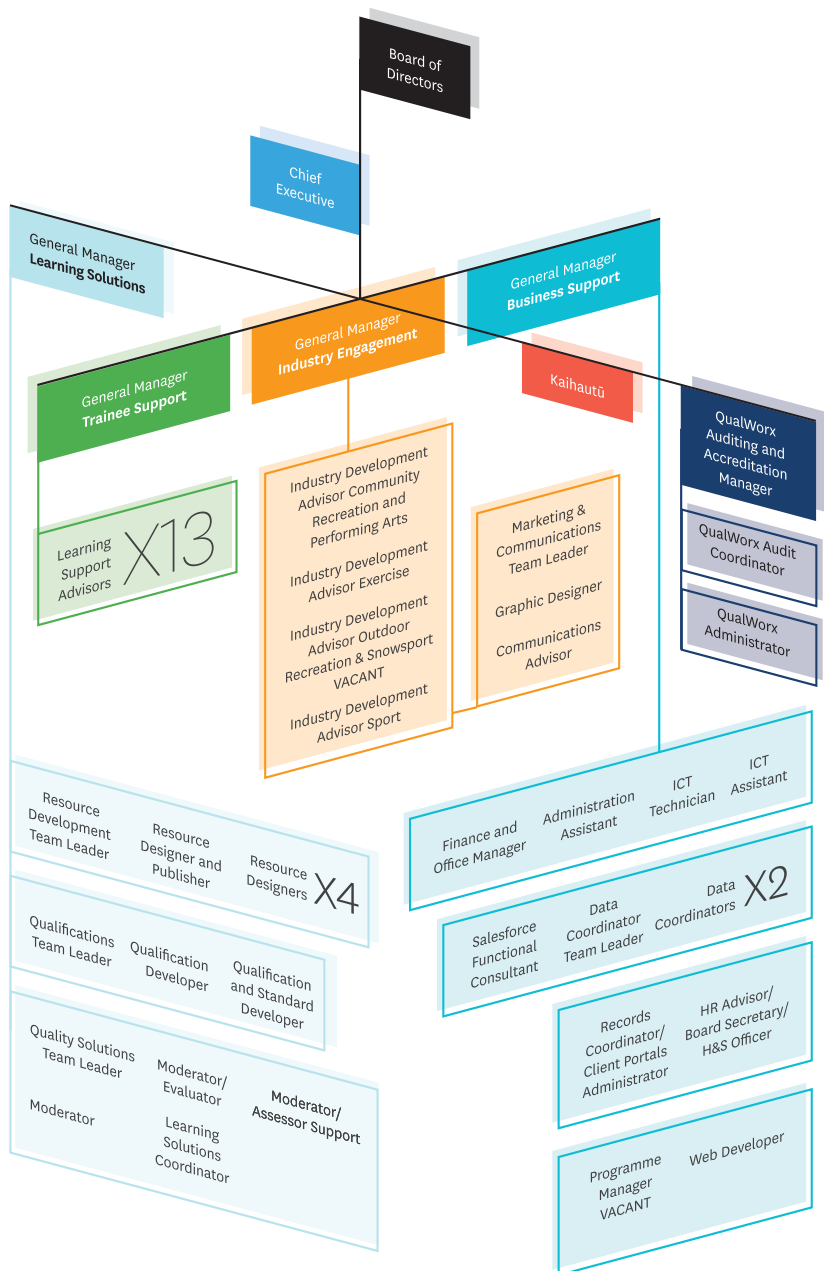 Board of
Directors
Chief
Executive
General Manager
Learning Solutions
General Manager
Business Support
General Manager
Industry Engagement
General Manager
Trainee Support
Kaihautū
QualWorx
Auditing and
Accreditation
Manager
QualWorx Audit
Coordinator
QualWorx
Administrator
Learning
Support
Advisors
X13
Industry Development
Advisor Community
Recreation and
Performing Arts
Industry Development
Advisor Exercise
Industry Development
Advisor Outdoor
Recreation & Snowsport
VACANT
Industry Development
Advisor Sport
Marketing &
Communications
Team Leader
Graphic Designer
Communications
Advisor
Resource
Development
Team Leader
Resource
Designer and
Publisher
Resource
Designers
X4
Qualifications
Team Leader
Qualification
Developer
Qualification
and Standard
Developer
Quality Solutions
Team Leader
Moderator/
Evaluator
Moderator/
Assessor Support
Moderator
Learning
Solutions
Coordinator
Finance and
Office Manager
Administration
Assistant
ICT
Technician
ICT
Assistant
Salesforce
Functional
Consultant
Data
Coordinator
Team Leader
Data
Coordinators
X2
Records
Coordinator/
Client Portals
Administrator
HR Advisor/
Board Secretary/
H&S Officer
Programme
Manager
VACANT
Web Developer